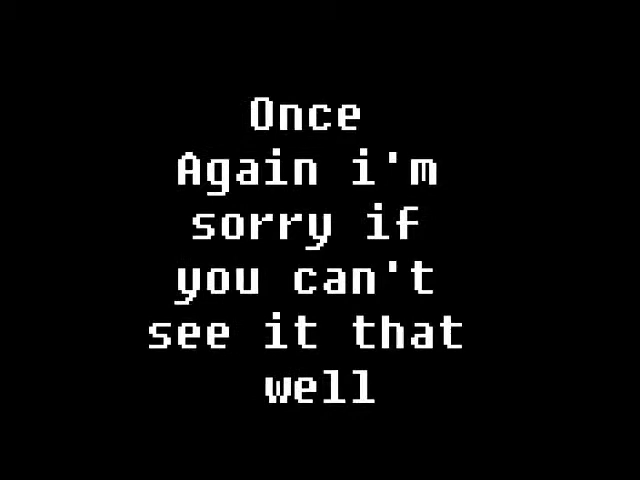 Once
Again i'm
sorry if
you can't
see it that
well